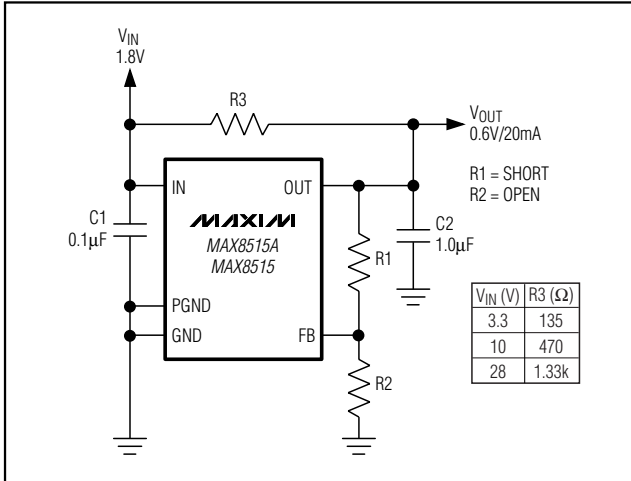 VIN
1.8V
R3
VOUT
0.6V/20mA
R1 = SHORT
R2 = OPEN
IN
OUT
C1
0.1μF
MAXIM
MAX8515A
MAX8515
R1
C2
1.0μF
PGND
GND
FB
R2
VIN (V) R3 (Ω)
3.3 135
10 470
28 1.33k